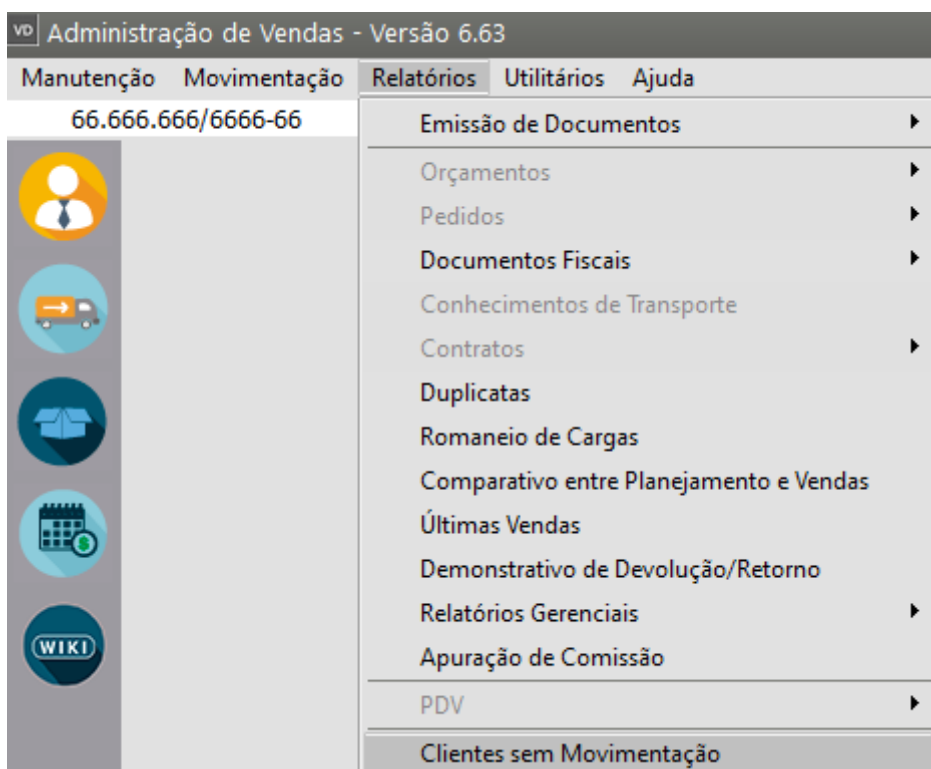 VD Administração de Vendas - Versão 6.63
Manutenção Movimentação Relatórios Utilitários Ajuda
66.666.666/6666-66
Emissão de Documentos
Orçamentos
Pedidos
Documentos Fiscais
Conhecimentos de Transporte
Contratos
Duplicatas
Romaneio de Cargas
Comparativo entre Planejamento e Vendas
Últimas Vendas
Demonstrativo de Devolução/Retorno
Relatórios Gerenciais
WIKI
Apuração de Comissão
PDV
Clientes sem Movimentação